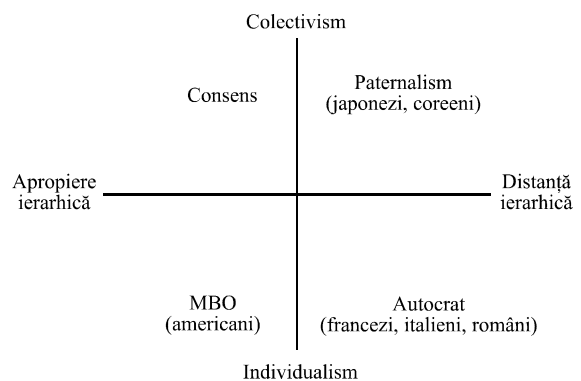 Colectivism
Consens
Paternalism
(japonezi, coreeni)
Apropiere
ierarhică
Distanță
ierarhică
MBO
(americani)
Autocrat
(francezi, italieni, români)
Individualism